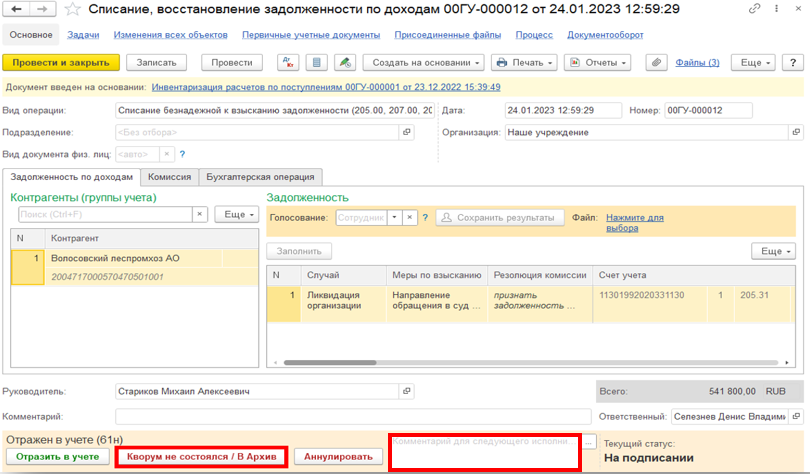 Списание, восстановление задолженности по доходам 00ГУ-000012 от 24.01.2023 12:59:29
Основное Задачи Изменения всех объектов Первичные учетные документы Присоединенные файлы Процесс Документооборот
Провести и закрыть Записать Провести Дт Кт Создать на основании Печать Отчеты Файлы (3) Еще ?
Документ введен на основании: Инвентаризация расчетов по поступлениям 00ГУ-000001 от 23.12.2022 15:39:49
Вид операции: Списание безнадежной к взысканию задолженности (205.00, 207.00, 20 Дата: 24.01.2023 12:59:29 Номер: 00ГУ-000012
Подразделение: <Без отбора> Организация: Наше учреждение
Вид документа физ. лиц: <авто> × ?
Задолженность по доходам Комиссия Бухгалтерская операция
Контрагенты (группы учета) Задолженность
Поиск (Ctrl+F) × Еще Голосование: Сотрудник × ? Сохранить результаты Файл: Нажмите для
выбора
Заполнить Еще
N Контрагент
1 Волосовский леспромхоз АО
2004717000570470501001
N Случай Меры по взысканию Резолюция комиссии Счет учета
1 Ликвидация Направление признать 11301992020331130 1 205.31
организации обращения в суд ... задолженность ...
Руководитель: Стариков Михаил Алексеевич Всего: 541 800,00 RUB
Комментарий: Ответственный: Селезнев Денис Владими
Отражен в учете (61н) Комментарий для следующего исполни ... Текущий статус:
Отразить в учете Кворум не состоялся / В Архив Аннулировать На подписании